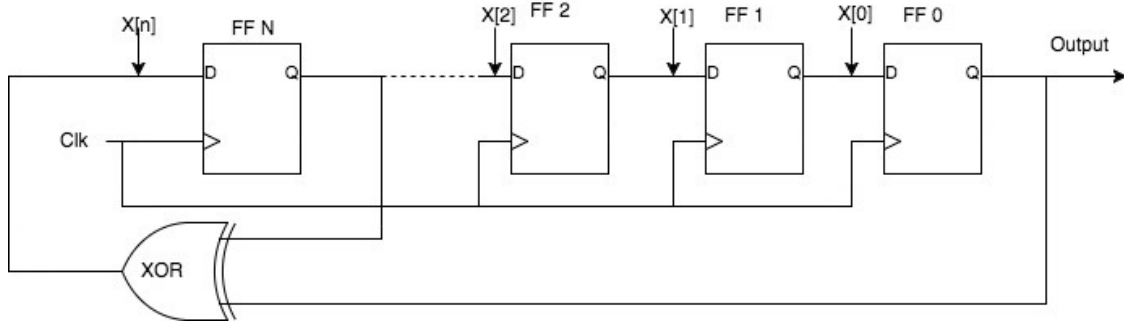 X[n]
FF N
X[2]
FF 2
X[1]
FF 1
X[0]
FF 0
Output
D
Q
D
Q
D
Q
D
Q
Clk
XOR